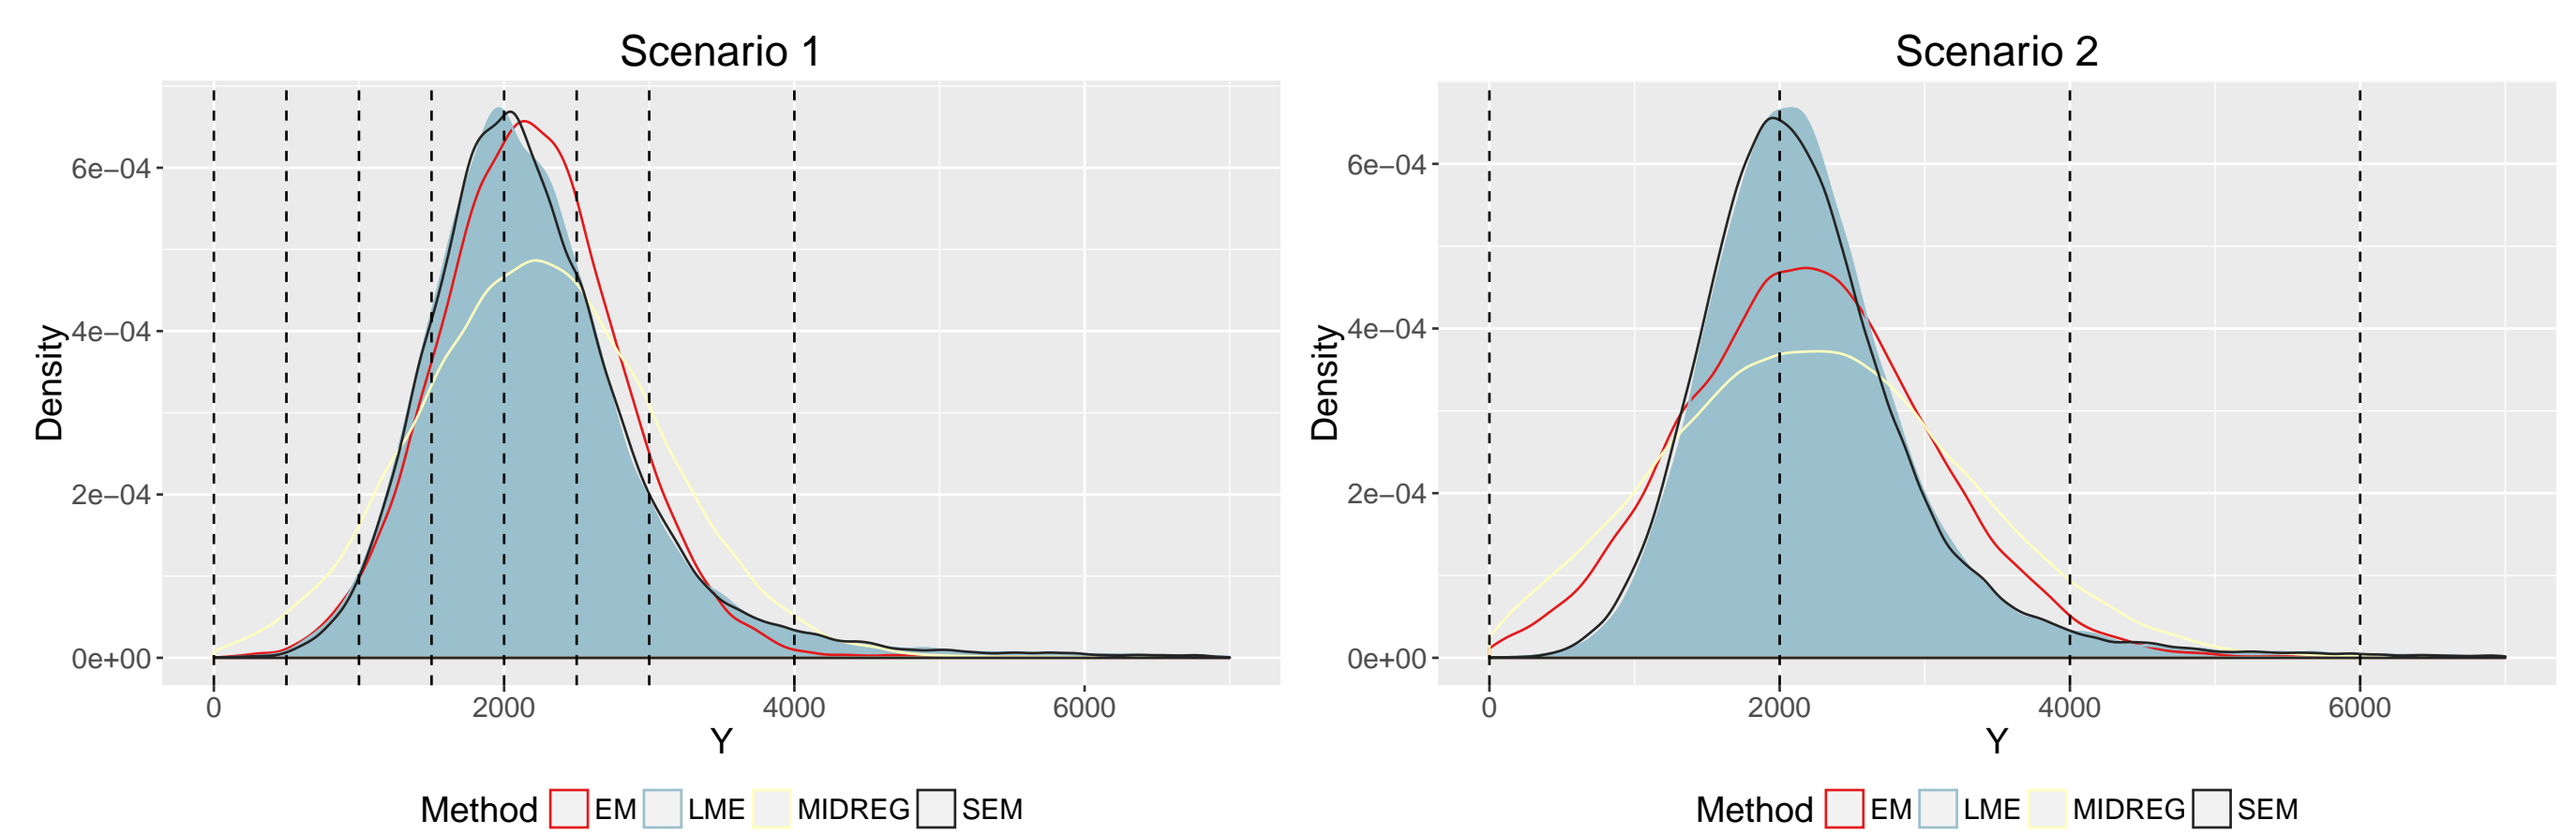 Scenario 1
Density
6e−04
4e−04
2e−04
0e+00
0 2000 4000 6000
Y
Method EM LME MIDREG SEM
Scenario 2
Density
6e−04
4e−04
2e−04
0e+00
0 2000 4000 6000
Y
Method EM LME MIDREG SEM